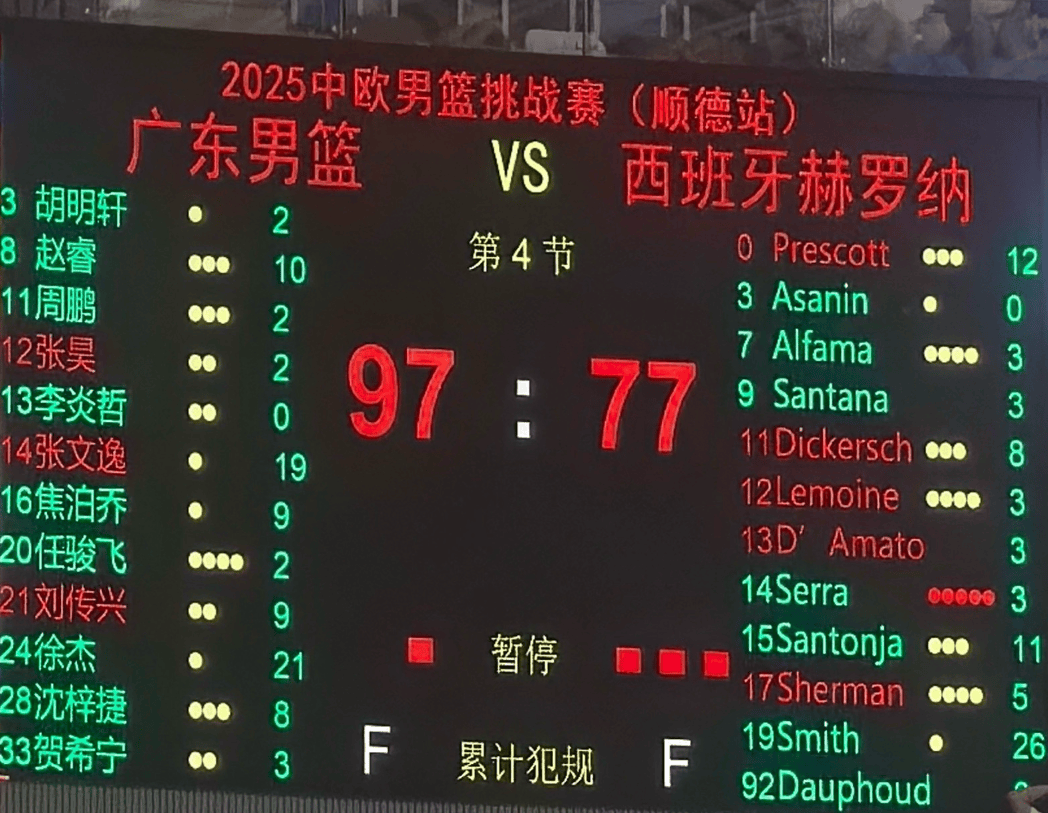 2025中欧男篮挑战赛（顺德站）
广东男篮 VS 西班牙赫罗纳
第4节
97 : 77
3 胡明轩 2
8 赵睿 10
11周鹏 2
12张昊 2
13李炎哲 0
14张文逸 19
16焦泊乔 9
20任骏飞 2
21刘传兴 9
24徐杰 21
28沈梓捷 8
33贺希宁 3
0 Prescott 12
3 Asanin 0
7 Alfama 3
9 Santana 3
11Dickersch 8
12Lemoine 3
13D’Amato 3
14Serra 3
15Santonja 11
17Sherman 5
19Smith 26
92Dauphoud
暂停
F 累计犯规 F